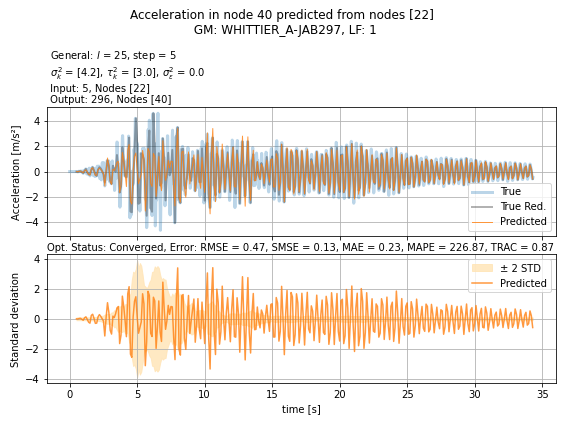 Acceleration in node 40 predicted from nodes [22]
GM: WHITTIER_A-JAB297, LF: 1
General: l = 25, step = 5
σ²ₖ = [4.2], τ²ₖ = [3.0], σ²ₑ = 0.0
Input: 5, Nodes [22]
Output: 296, Nodes [40]
Acceleration [m/s²]
4
2
0
−2
−4
True
True Red.
Predicted
Opt. Status: Converged, Error: RMSE = 0.47, SMSE = 0.13, MAE = 0.23, MAPE = 226.87, TRAC = 0.87
Standard deviation
4
2
0
−2
−4
± 2 STD
Predicted
0 5 10 15 20 25 30 35
time [s]